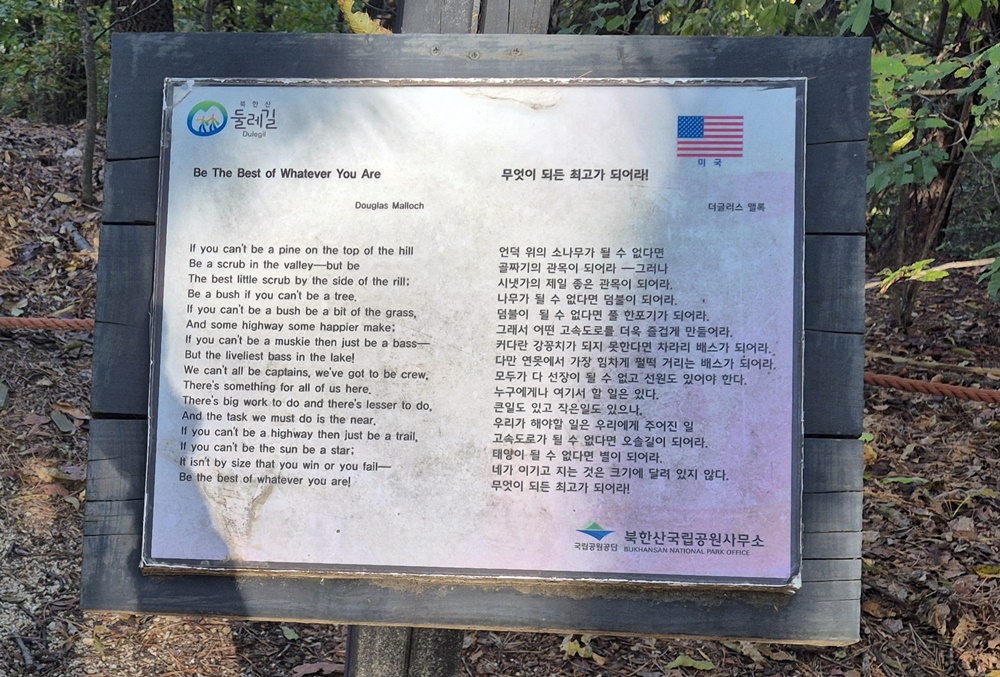 북한산
둘레길
Dulegil
미국
Be The Best of Whatever You Are
Douglas Malloch
If you can't be a pine on the top of the hill
Be a scrub in the valley—but be
The best little scrub by the side of the rill;
Be a bush if you can't be a tree.
If you can't be a bush be a bit of the grass,
And some highway some happier make;
If you can't be a muskie then just be a bass—
But the liveliest bass in the lake!
We can't all be captains, we've got to be crew,
There's something for all of us here.
There's big work to do and there's lesser to do,
And the task we must do is the near.
If you can't be a highway then just be a trail,
If you can't be the sun be a star;
It isn't by size that you win or you fail—
Be the best of whatever you are!
무엇이 되든 최고가 되어라!
더글러스 맬록
언덕 위의 소나무가 될 수 없다면
골짜기의 관목이 되어라 —그러나
시냇가의 제일 좋은 관목이 되어라.
나무가 될 수 없다면 덤불이 되어라.
덤불이 될 수 없다면 풀 한포기가 되어라.
그래서 어떤 고속도로를 더욱 즐겁게 만들어라.
커다란 강꼬치가 되지 못한다면 차라리 배스가 되어라.
다만 연못에서 가장 힘차게 펄떡 거리는 배스가 되어라.
모두가 다 선장이 될 수 없고 선원도 있어야 한다.
누구에게나 여기서 할 일은 있다.
큰일도 있고 작은일도 있으나,
우리가 해야할 일은 우리에게 주어진 일
고속도로가 될 수 없다면 오솔길이 되어라.
태양이 될 수 없다면 별이 되어라.
네가 이기고 지는 것은 크기에 달려 있지 않다.
무엇이 되든 최고가 되어라!
국립공원공단
북한산국립공원사무소
BUKHANSAN NATIONAL PARK OFFICE